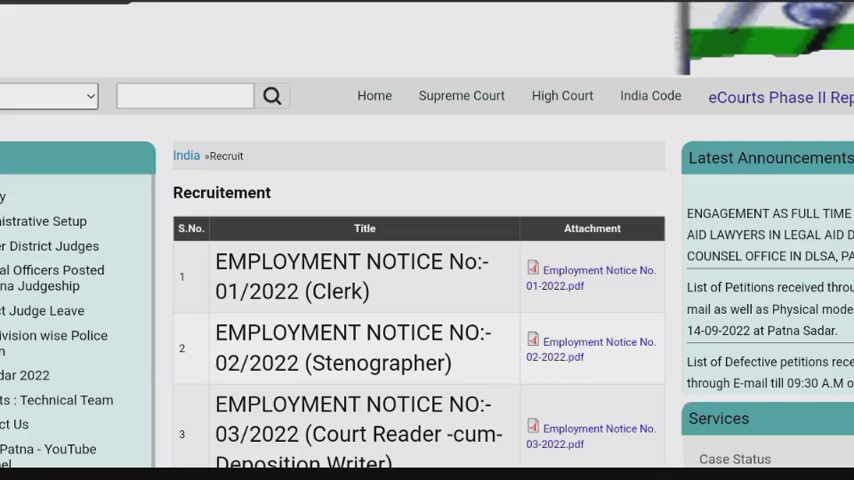 Home Supreme Court High Court India Code eCourts Phase II Rep
India »Recruit
Recruitement
S.No. Title Attachment
1 EMPLOYMENT NOTICE No:-
01/2022 (Clerk)
Employment Notice No.
01-2022.pdf
2 EMPLOYMENT NOTICE NO:-
02/2022 (Stenographer)
Employment Notice No.
02-2022.pdf
3 EMPLOYMENT NOTICE NO:-
03/2022 (Court Reader -cum-
Deposition Writer)
Employment Notice No.
03-2022.pdf
y
nistrative Setup
er District Judges
al Officers Posted
na Judgeship
ct Judge Leave
ivision wise Police
n
dar 2022
ts : Technical Team
ct Us
Patna - YouTube
nel
Latest Announcements
ENGAGEMENT AS FULL TIME
AID LAWYERS IN LEGAL AID D
COUNSEL OFFICE IN DLSA, PA
List of Petitions received throu
mail as well as Physical mode
14-09-2022 at Patna Sadar.
List of Defective petitions rece
through E-mail till 09:30 A.M o
Services
Case Status